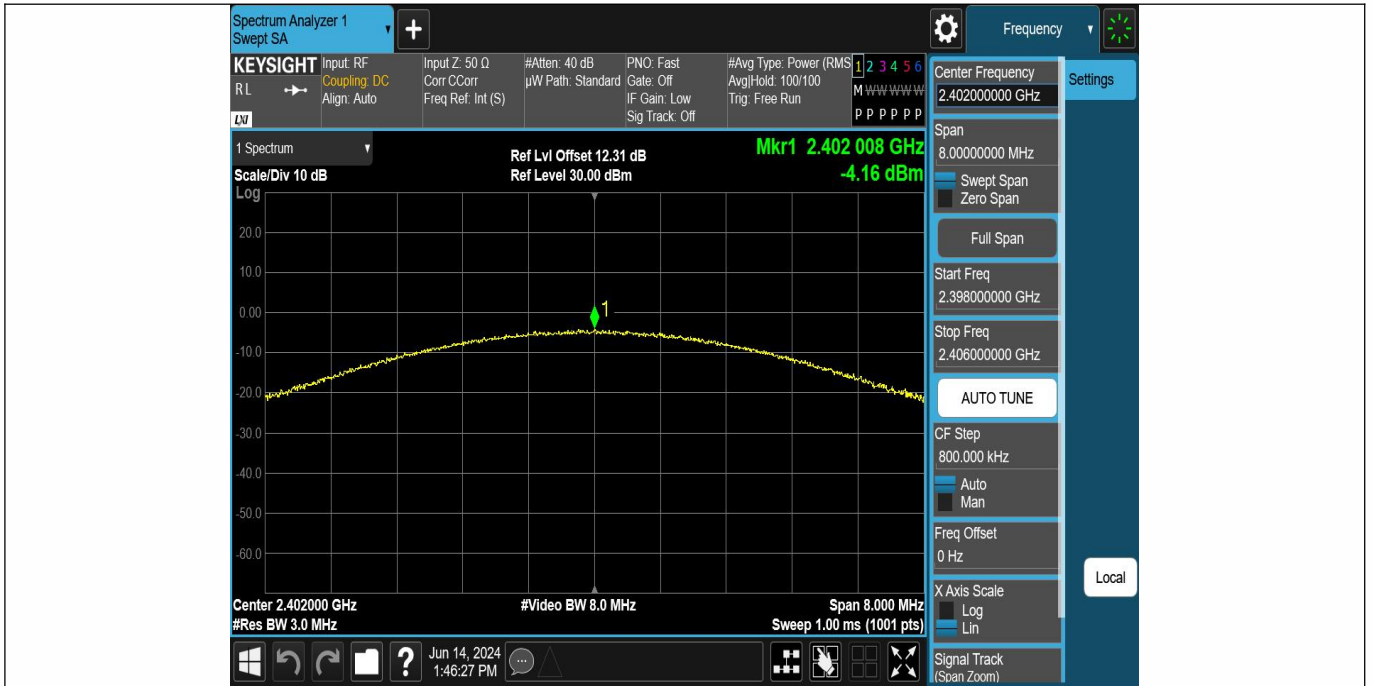 Spectrum Analyzer 1
Swept SA
+
Frequency
KEYSIGHT
R L
LXI
Input: RF
Coupling: DC
Align: Auto
Input Z: 50 Ω
Corr CCorr
Freq Ref: Int (S)
#Atten: 40 dB
µW Path: Standard
PNO: Fast
Gate: Off
IF Gain: Low
Sig Track: Off
#Avg Type: Power (RMS
Avg|Hold: 100/100
Trig: Free Run
1 2 3 4 5 6
M W W W W W
P P P P P P
1 Spectrum
Scale/Div 10 dB
Ref Lvl Offset 12.31 dB
Ref Level 30.00 dBm
Mkr1 2.402 008 GHz
-4.16 dBm
Log
20.0
10.0
0.00
-10.0
-20.0
-30.0
-40.0
-50.0
-60.0
1
Center 2.402000 GHz
#Res BW 3.0 MHz
#Video BW 8.0 MHz
Span 8.000 MHz
Sweep 1.00 ms (1001 pts)
Center Frequency
2.402000000 GHz
Settings
Span
8.00000000 MHz
Swept Span
Zero Span
Full Span
Start Freq
2.398000000 GHz
Stop Freq
2.406000000 GHz
AUTO TUNE
CF Step
800.000 kHz
Auto
Man
Freq Offset
0 Hz
X Axis Scale
Log
Lin
Signal Track
(Span Zoom)
Local
?
Jun 14, 2024
1:46:27 PM